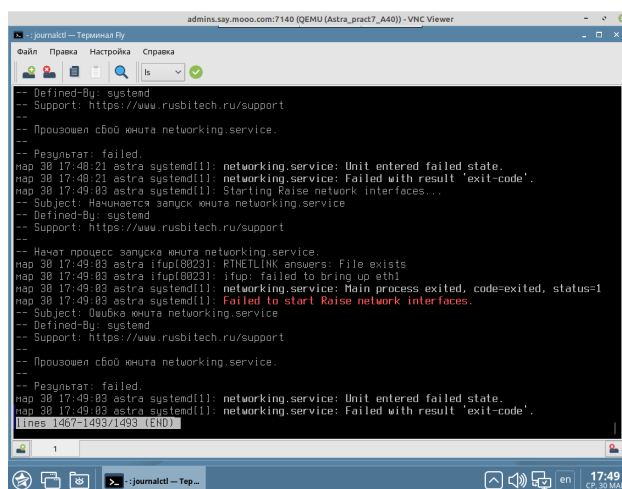 admins.say.mooo.com:7140 (QEMU (Astra_pract7_A40)) - VNC Viewer
- : journalctl — Терминал Fly
Файл Правка Настройка Справка
ls
-- Defined-By: systemd
-- Support: https://www.rusbitech.ru/support
--
-- Произошел сбой юнита networking.service.
--
-- Результат: failed.
мар 30 17:48:21 astra systemd[1]: networking.service: Unit entered failed state.
мар 30 17:48:21 astra systemd[1]: networking.service: Failed with result 'exit-code'.
мар 30 17:49:03 astra systemd[1]: Starting Raise network interfaces...
-- Subject: Начинается запуск юнита networking.service
-- Defined-By: systemd
-- Support: https://www.rusbitech.ru/support
--
-- Начат процесс запуска юнита networking.service.
мар 30 17:49:03 astra ifup[8023]: RTNETLINK answers: File exists
мар 30 17:49:03 astra ifup[8023]: ifup: failed to bring up eth1
мар 30 17:49:03 astra systemd[1]: networking.service: Main process exited, code=exited, status=1
мар 30 17:49:03 astra systemd[1]: Failed to start Raise network interfaces.
-- Subject: Ошибка юнита networking.service
-- Defined-By: systemd
-- Support: https://www.rusbitech.ru/support
--
-- Произошел сбой юнита networking.service.
--
-- Результат: failed.
мар 30 17:49:03 astra systemd[1]: networking.service: Unit entered failed state.
мар 30 17:49:03 astra systemd[1]: networking.service: Failed with result 'exit-code'.
lines 1467-1493/1493 (END)
1
- : journalctl — Тер...
en
17:49
СР, 30 МА